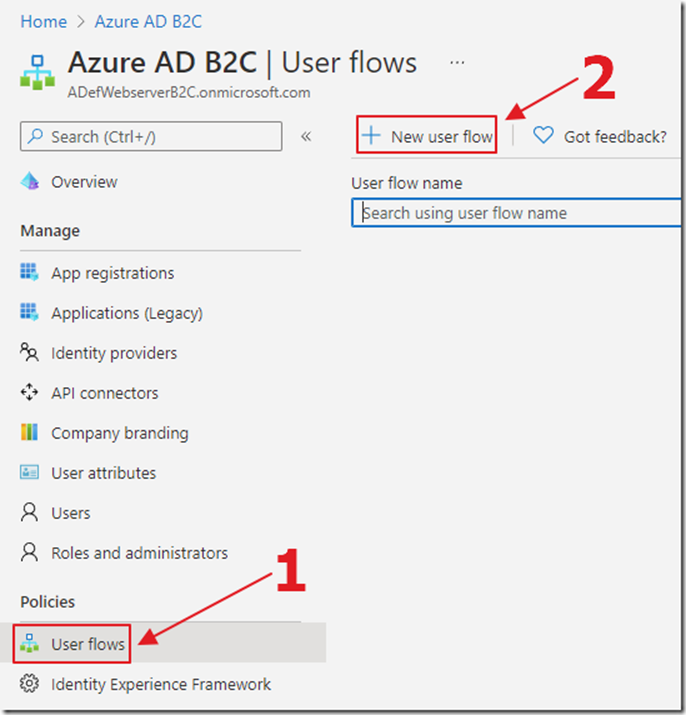 Home > Azure AD B2C
Azure AD B2C | User flows ...
ADefWebserverB2C.onmicrosoft.com
Search (Ctrl+/) «
Overview
Manage
App registrations
Applications (Legacy)
Identity providers
API connectors
Company branding
User attributes
Users
Roles and administrators
Policies
1
User flows
Identity Experience Framework
2
+ New user flow
Got feedback?
User flow name
Search using user flow name